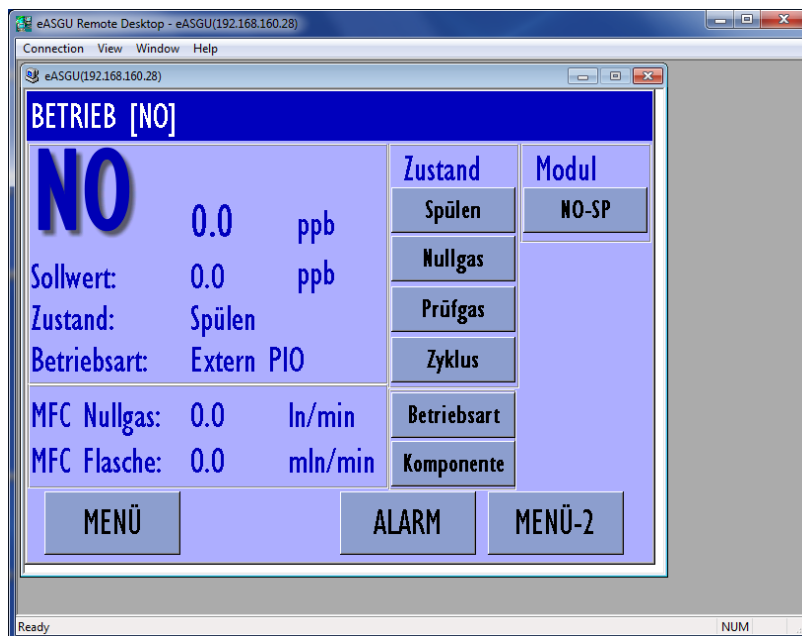 eASGU Remote Desktop - eASGU(192.168.160.28)
Connection View Window Help
eASGU(192.168.160.28)
BETRIEB [NO]
NO
0.0 ppb
Sollwert: 0.0 ppb
Zustand: Spülen
Betriebsart: Extern PIO
MFC Nullgas: 0.0 ln/min
MFC Flasche: 0.0 mln/min
Zustand
Spülen
Nullgas
Prüfgas
Zyklus
Betriebsart
Komponente
Modul
NO-SP
MENÜ
ALARM
MENÜ-2
Ready
NUM